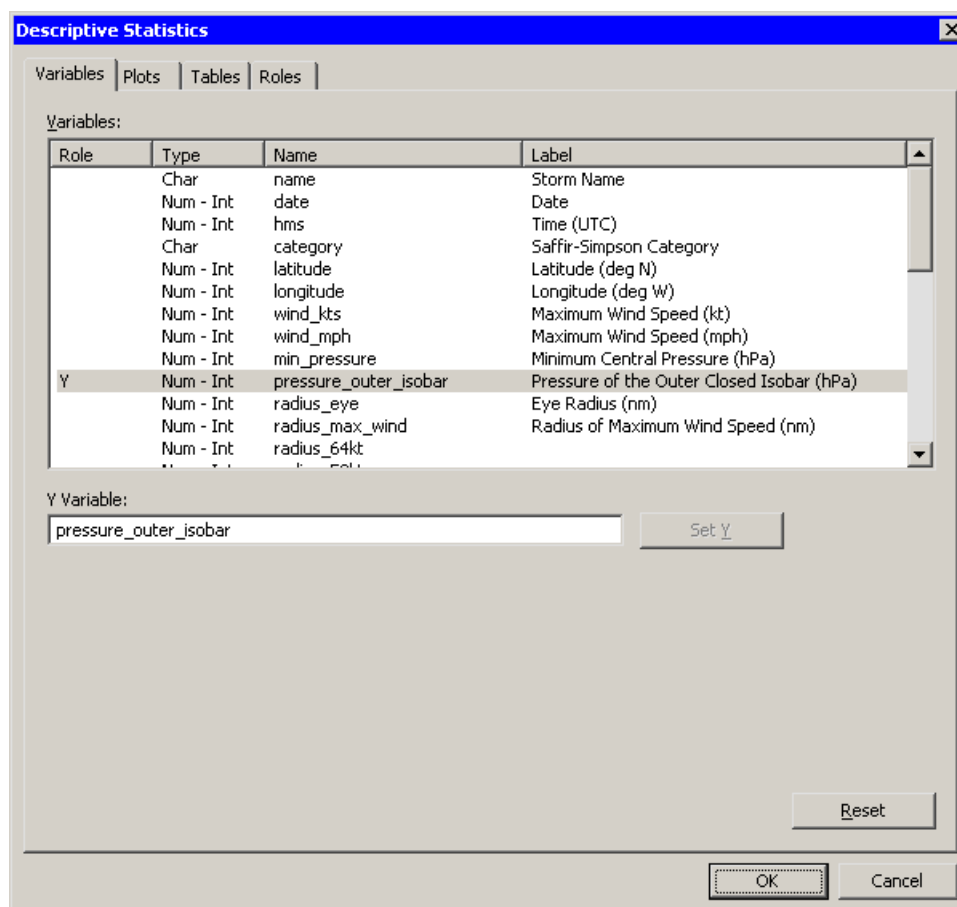 Descriptive Statistics
Variables Plots Tables Roles
Variables:
Role Type Name Label
Char name Storm Name
Num - Int date Date
Num - Int hms Time (UTC)
Char category Saffir-Simpson Category
Num - Int latitude Latitude (deg N)
Num - Int longitude Longitude (deg W)
Num - Int wind_kts Maximum Wind Speed (kt)
Num - Int wind_mph Maximum Wind Speed (mph)
Num - Int min_pressure Minimum Central Pressure (hPa)
Y Num - Int pressure_outer_isobar Pressure of the Outer Closed Isobar (hPa)
Num - Int radius_eye Eye Radius (nm)
Num - Int radius_max_wind Radius of Maximum Wind Speed (nm)
Num - Int radius_64kt
Y Variable:
pressure_outer_isobar Set Y
Reset
OK Cancel